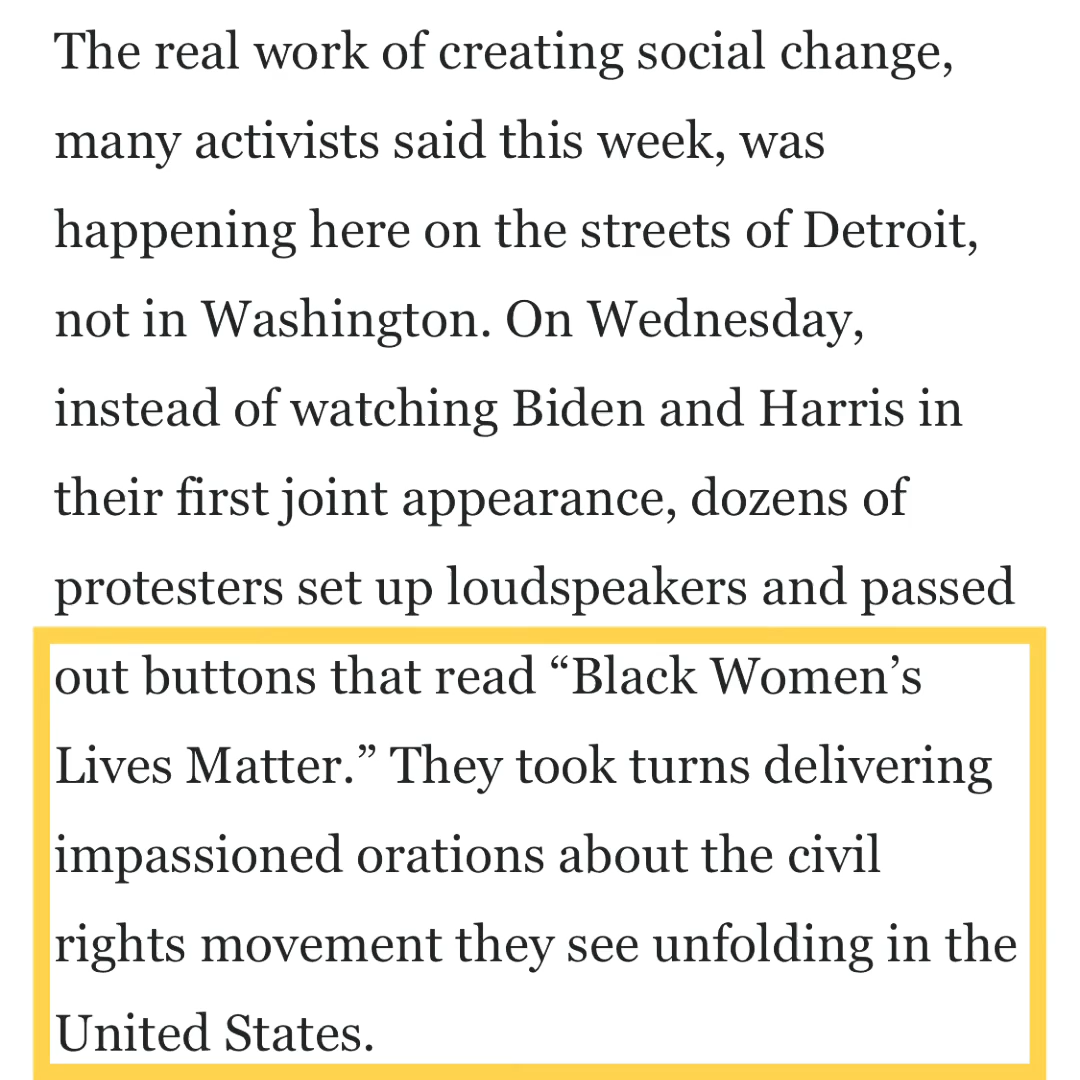 The real work of creating social change,
many activists said this week, was
happening here on the streets of Detroit,
not in Washington. On Wednesday,
instead of watching Biden and Harris in
their first joint appearance, dozens of
protesters set up loudspeakers and passed
out buttons that read “Black Women’s
Lives Matter.” They took turns delivering
impassioned orations about the civil
rights movement they see unfolding in the
United States.